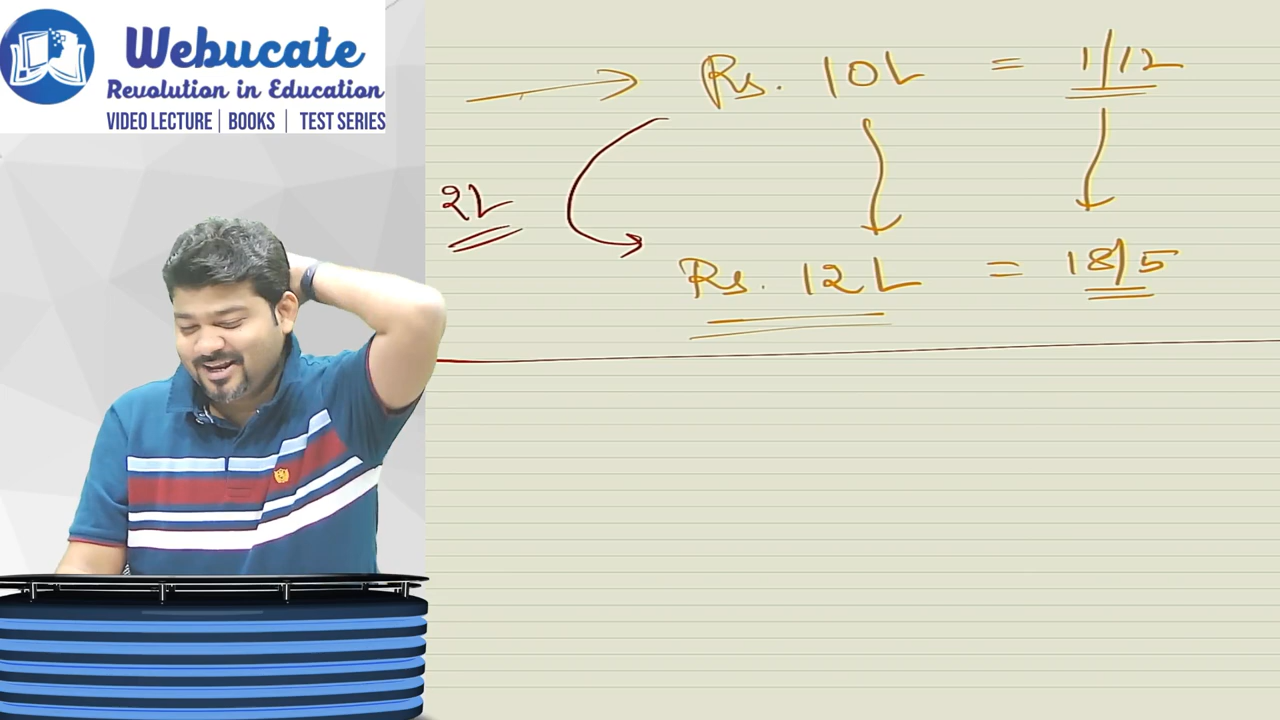 Webucate
Revolution in Education
VIDEO LECTURE | BOOKS | TEST SERIES
Rs. 10L = 1/12
2L
Rs. 12L = 18/5